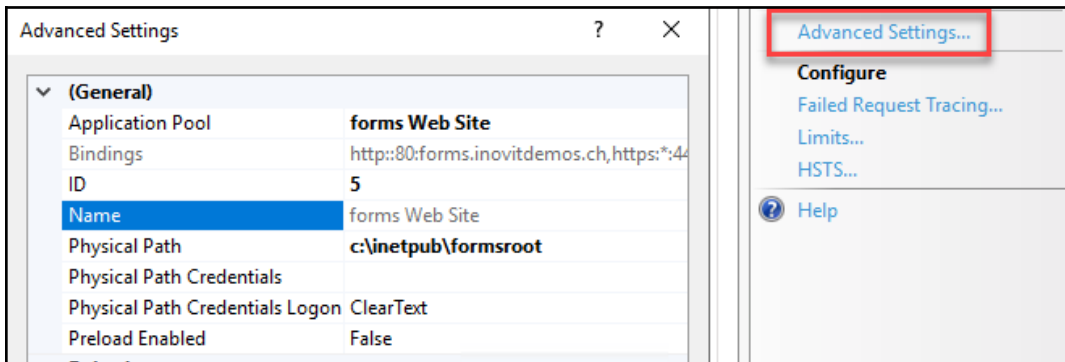 Advanced Settings ? ×
(General)
Application Pool forms Web Site
Bindings http::80:forms.inovitdemos.ch,https:*:44
ID 5
Name forms Web Site
Physical Path c:\inetpub\formsroot
Physical Path Credentials
Physical Path Credentials Logon ClearText
Preload Enabled False
Advanced Settings...
Configure
Failed Request Tracing...
Limits...
HSTS...
Help